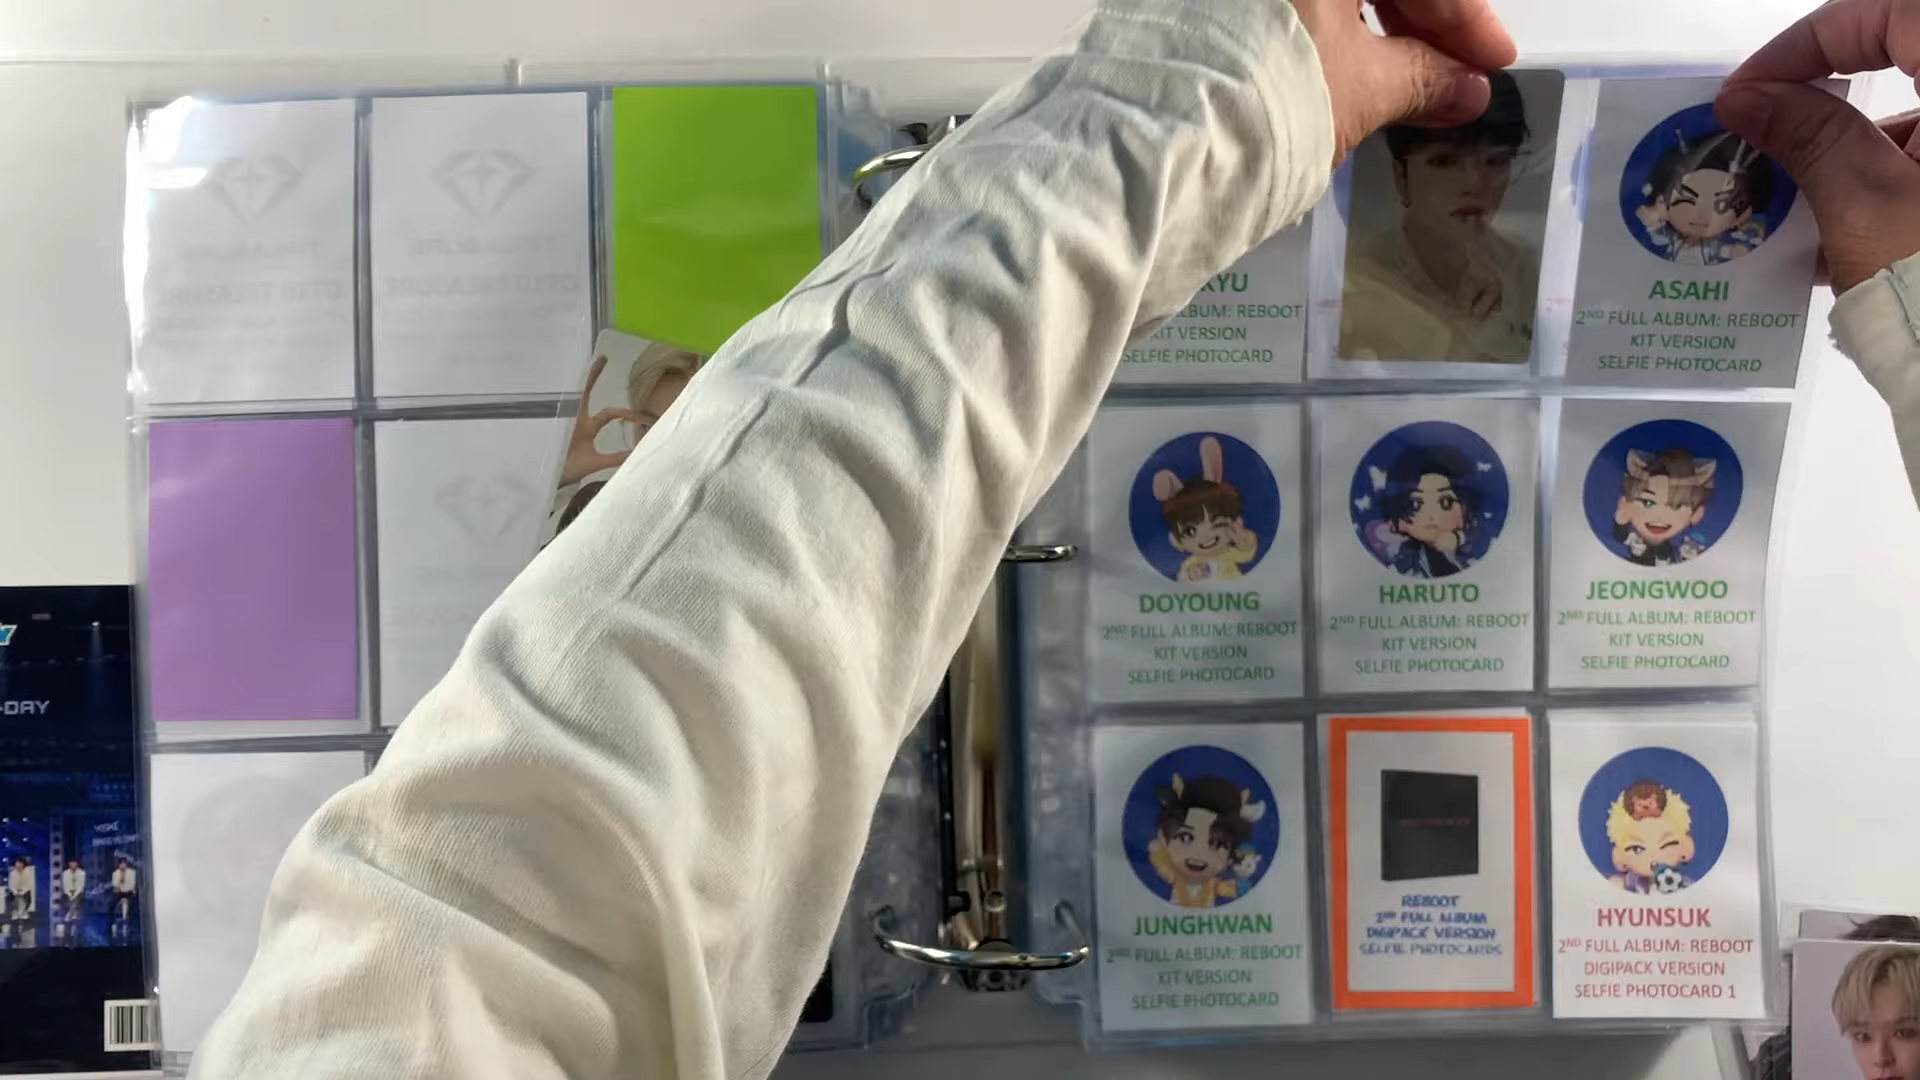 KYU
ALBUM: REBOOT
KIT VERSION
SELFIE PHOTOCARD
ASAHI
2ND FULL ALBUM: REBOOT
KIT VERSION
SELFIE PHOTOCARD
DOYOUNG
2ND FULL ALBUM: REBOOT
KIT VERSION
SELFIE PHOTOCARD
HARUTO
2ND FULL ALBUM: REBOOT
KIT VERSION
SELFIE PHOTOCARD
JEONGWOO
2ND FULL ALBUM: REBOOT
KIT VERSION
SELFIE PHOTOCARD
-DAY
JUNGHWAN
2ND FULL ALBUM: REBOOT
KIT VERSION
SELFIE PHOTOCARD
REBOOT
2ND FULL ALBUM
DIGIPACK VERSION
SELFIE PHOTOCARDS
HYUNSUK
2ND FULL ALBUM: REBOOT
DIGIPACK VERSION
SELFIE PHOTOCARD 1